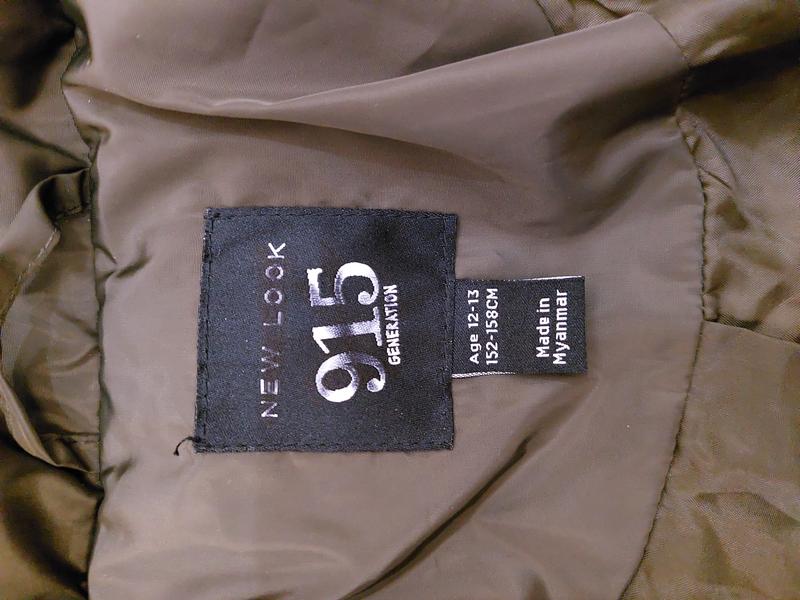 NEW LOOK
915
GENERATION
Age 12-13
152-158CM
Made in
Myanmar